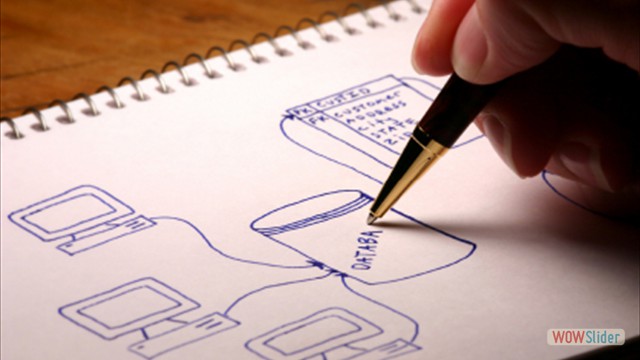 PK CUSTID
FK CUSTOMER
ADDRESS
CITY
STATE
ZIP
DATABA
WOWSlider